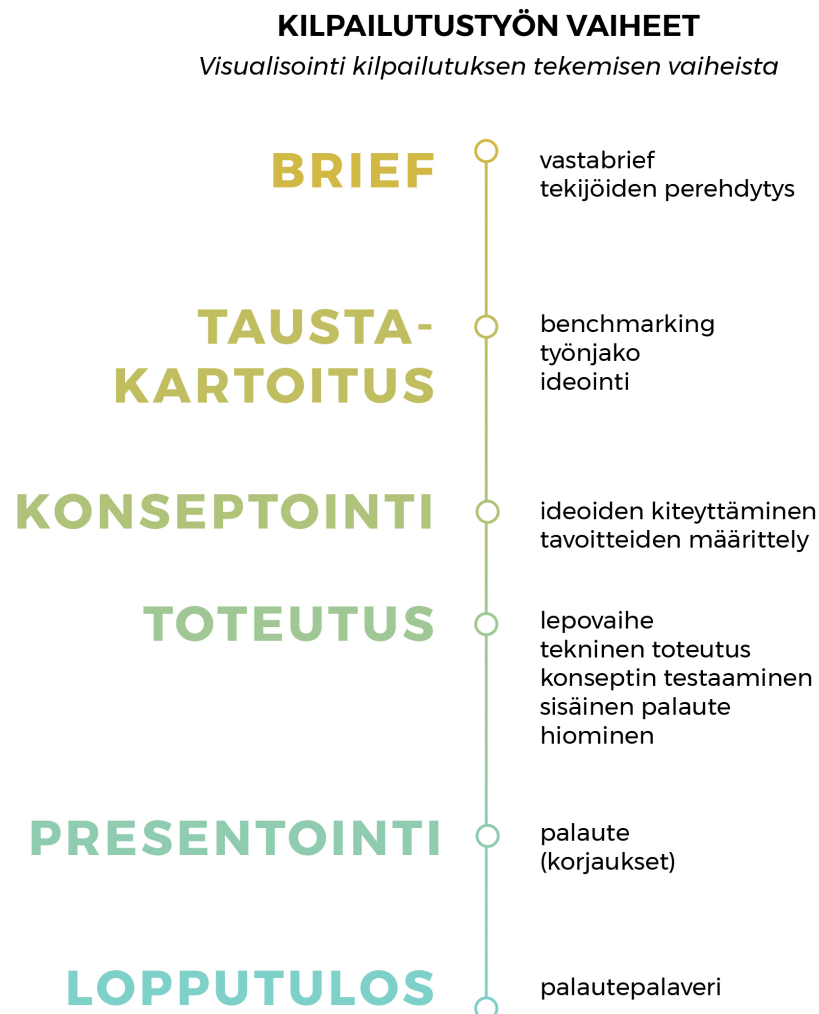 KILPAILUTUSTYÖN VAIHEET
Visualisointi kilpailutuksen tekemisen vaiheista
BRIEF
vastabrief
tekijöiden perehdytys
TAUSTA-
KARTOITUS
benchmarking
työnjako
ideointi
KONSEPTOINTI
ideoiden kiteyttäminen
tavoitteiden määrittely
TOTEUTUS
lepovaihe
tekninen toteutus
konseptin testaaminen
sisäinen palaute
hiominen
PRESENTOINTI
palaute
(korjaukset)
LOPPUTULOS
palautepalaveri